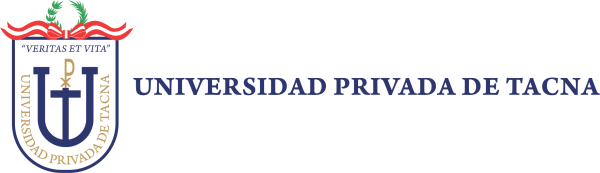 "VERITAS ET VITA"
UNIVERSIDAD PRIVADA DE TACNA
UNIVERSIDAD PRIVADA DE TACNA